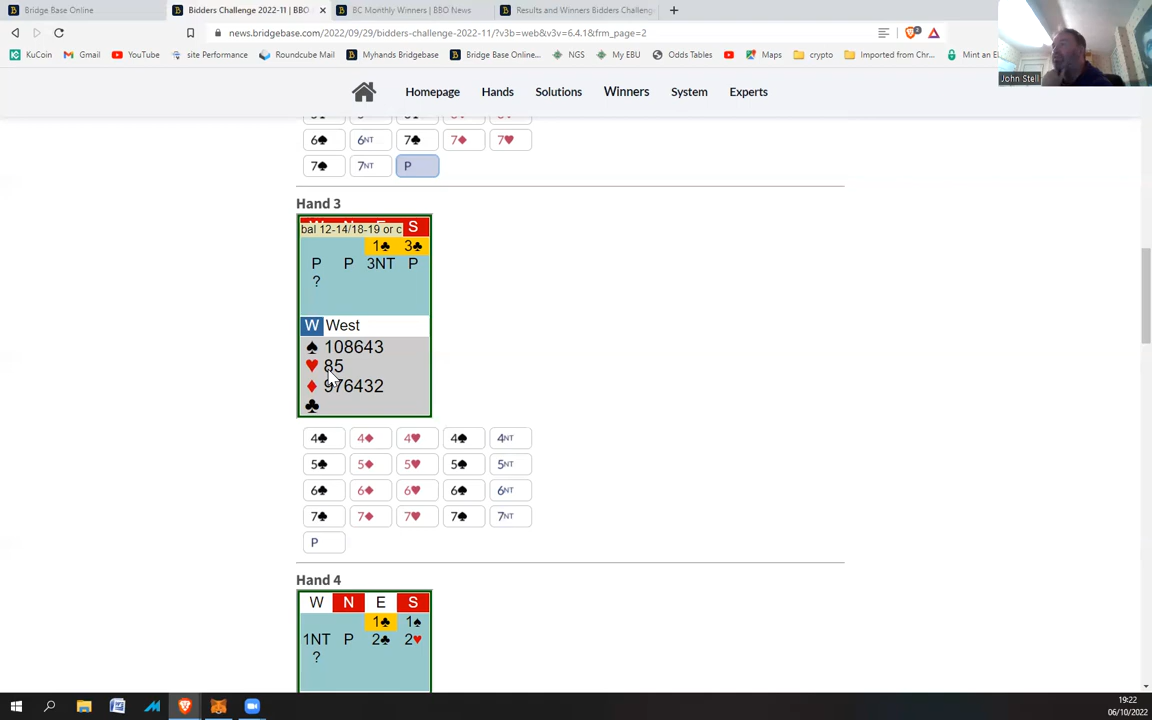 Bridge Base Online
Bidders Challenge 2022-11 | BBO
BC Monthly Winners | BBO News
Results and Winners Bidders Challeng
news.bridgebase.com/2022/09/29/bidders-challenge-2022-11/?v3b=web&v3v=6.4.1&frm_page=2
KuCoin
Gmail
YouTube
site Performance
Roundcube Mail
Myhands Bridgebase
Bridge Base Online...
NGS
My EBU
Odds Tables
Maps
crypto
Imported from Chr...
Mint an E
John Stell
Homepage Hands Solutions Winners System Experts
6♠ 6NT 7♣ 7♦ 7♥
7♠ 7NT P
Hand 3
S
bal 12-14/18-19 or c
1♣ 3♣
P P 3NT P
?
W West
♠ 108643
♥ 85
♦ 976432
♣
4♣ 4♦ 4♥ 4♠ 4NT
5♣ 5♦ 5♥ 5♠ 5NT
6♣ 6♦ 6♥ 6♠ 6NT
7♣ 7♦ 7♥ 7♠ 7NT
P
Hand 4
W N E S
1♣ 1♠
1NT P 2♣ 2♥
?
19:22
06/10/2022